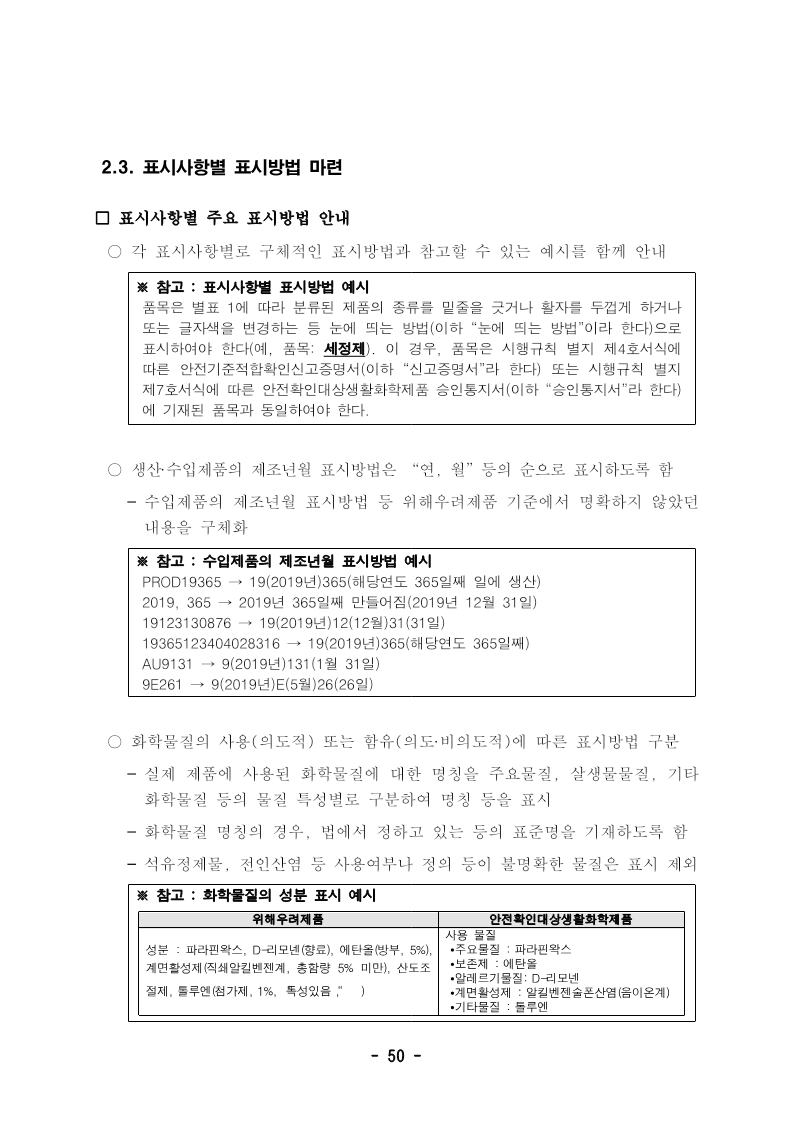 2.3. 표시사항별 표시방법 마련
□ 표시사항별 주요 표시방법 안내
○ 각 표시사항별로 구체적인 표시방법과 참고할 수 있는 예시를 함께 안내
※ 참고 : 표시사항별 표시방법 예시
품목은 별표 1에 따라 분류된 제품의 종류를 밑줄을 긋거나 활자를 두껍게 하거나
또는 글자색을 변경하는 등 눈에 띄는 방법(이하 “눈에 띄는 방법”이라 한다)으로
표시하여야 한다(예, 품목: 세정제). 이 경우, 품목은 시행규칙 별지 제4호서식에
따른 안전기준적합확인신고증명서(이하 “신고증명서”라 한다) 또는 시행규칙 별지
제7호서식에 따른 안전확인대상생활화학제품 승인통지서(이하 “승인통지서”라 한다)
에 기재된 품목과 동일하여야 한다.
○ 생산·수입제품의 제조년월 표시방법은 “연, 월” 등의 순으로 표시하도록 함
- 수입제품의 제조년월 표시방법 등 위해우려제품 기준에서 명확하지 않았던
내용을 구체화
※ 참고 : 수입제품의 제조년월 표시방법 예시
PROD19365 → 19(2019년)365(해당연도 365일째 일에 생산)
2019, 365 → 2019년 365일째 만들어짐(2019년 12월 31일)
19123130876 → 19(2019년)12(12월)31(31일)
19365123404028316 → 19(2019년)365(해당연도 365일째)
AU9131 → 9(2019년)131(1월 31일)
9E261 → 9(2019년)E(5월)26(26일)
○ 화학물질의 사용(의도적) 또는 함유(의도·비의도적)에 따른 표시방법 구분
- 실제 제품에 사용된 화학물질에 대한 명칭을 주요물질, 살생물물질, 기타
화학물질 등의 물질 특성별로 구분하여 명칭 등을 표시
- 화학물질 명칭의 경우, 법에서 정하고 있는 등의 표준명을 기재하도록 함
- 석유정제물, 전인산염 등 사용여부나 정의 등이 불명확한 물질은 표시 제외
※ 참고 : 화학물질의 성분 표시 예시
위해우려제품
성분 : 파라핀왁스, D-리모넨(향료), 에탄올(방부, 5%),
계면활성제(직쇄알킬벤젠계, 총함량 5% 미만), 산도조
절제, 톨루엔(첨가제, 1%, 독성있음 ,“ )
안전확인대상생활화학제품
사용 물질
•주요물질 : 파라핀왁스
•보존제 : 에탄올
•알레르기물질: D-리모넨
•계면활성제 : 알킬벤젠술폰산염(음이온계)
•기타물질 : 톨루엔
- 50 -